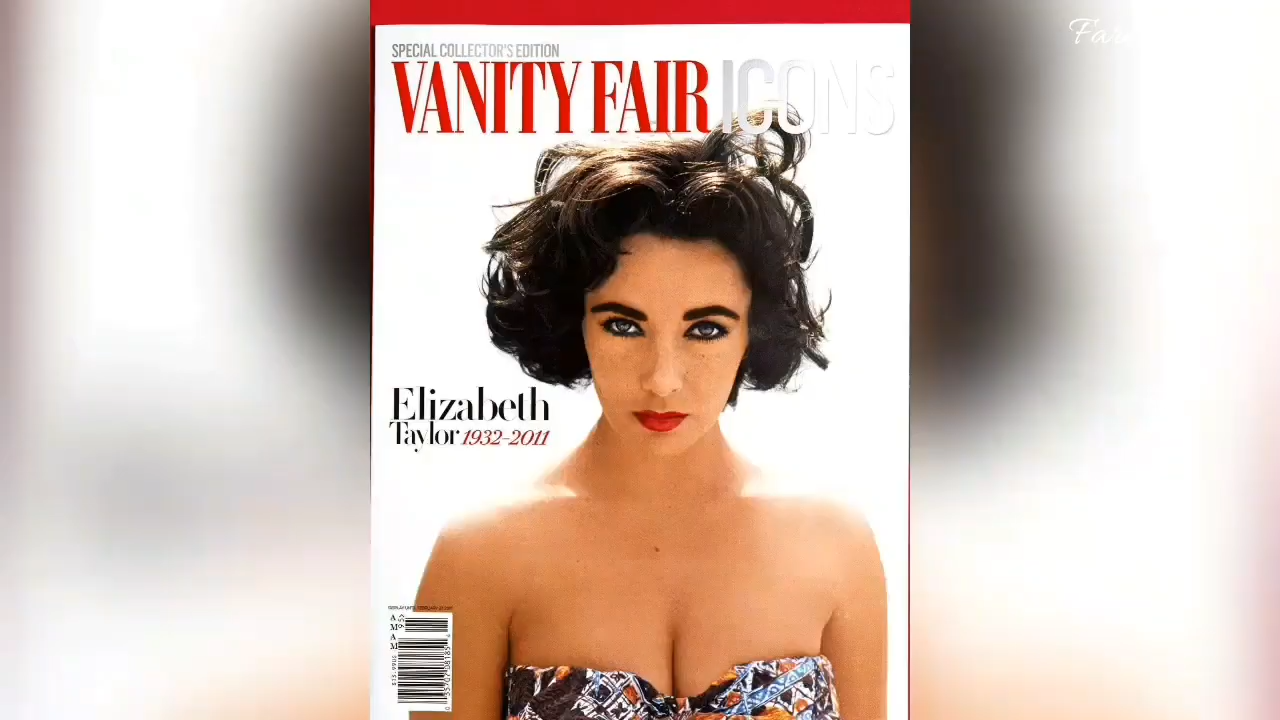 SPECIAL COLLECTOR'S EDITION
VANITY FAIR ICONS
Elizabeth
Taylor 1932–2011